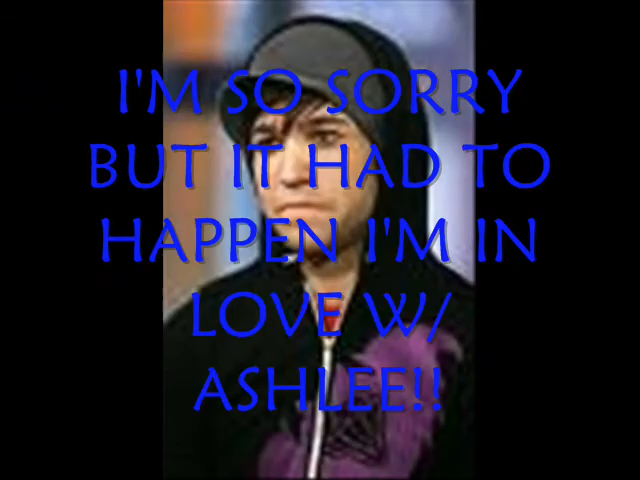 I'M SO SORRY
BUT IT HAD TO
HAPPEN I'M IN
LOVE W/
ASHLEE!!